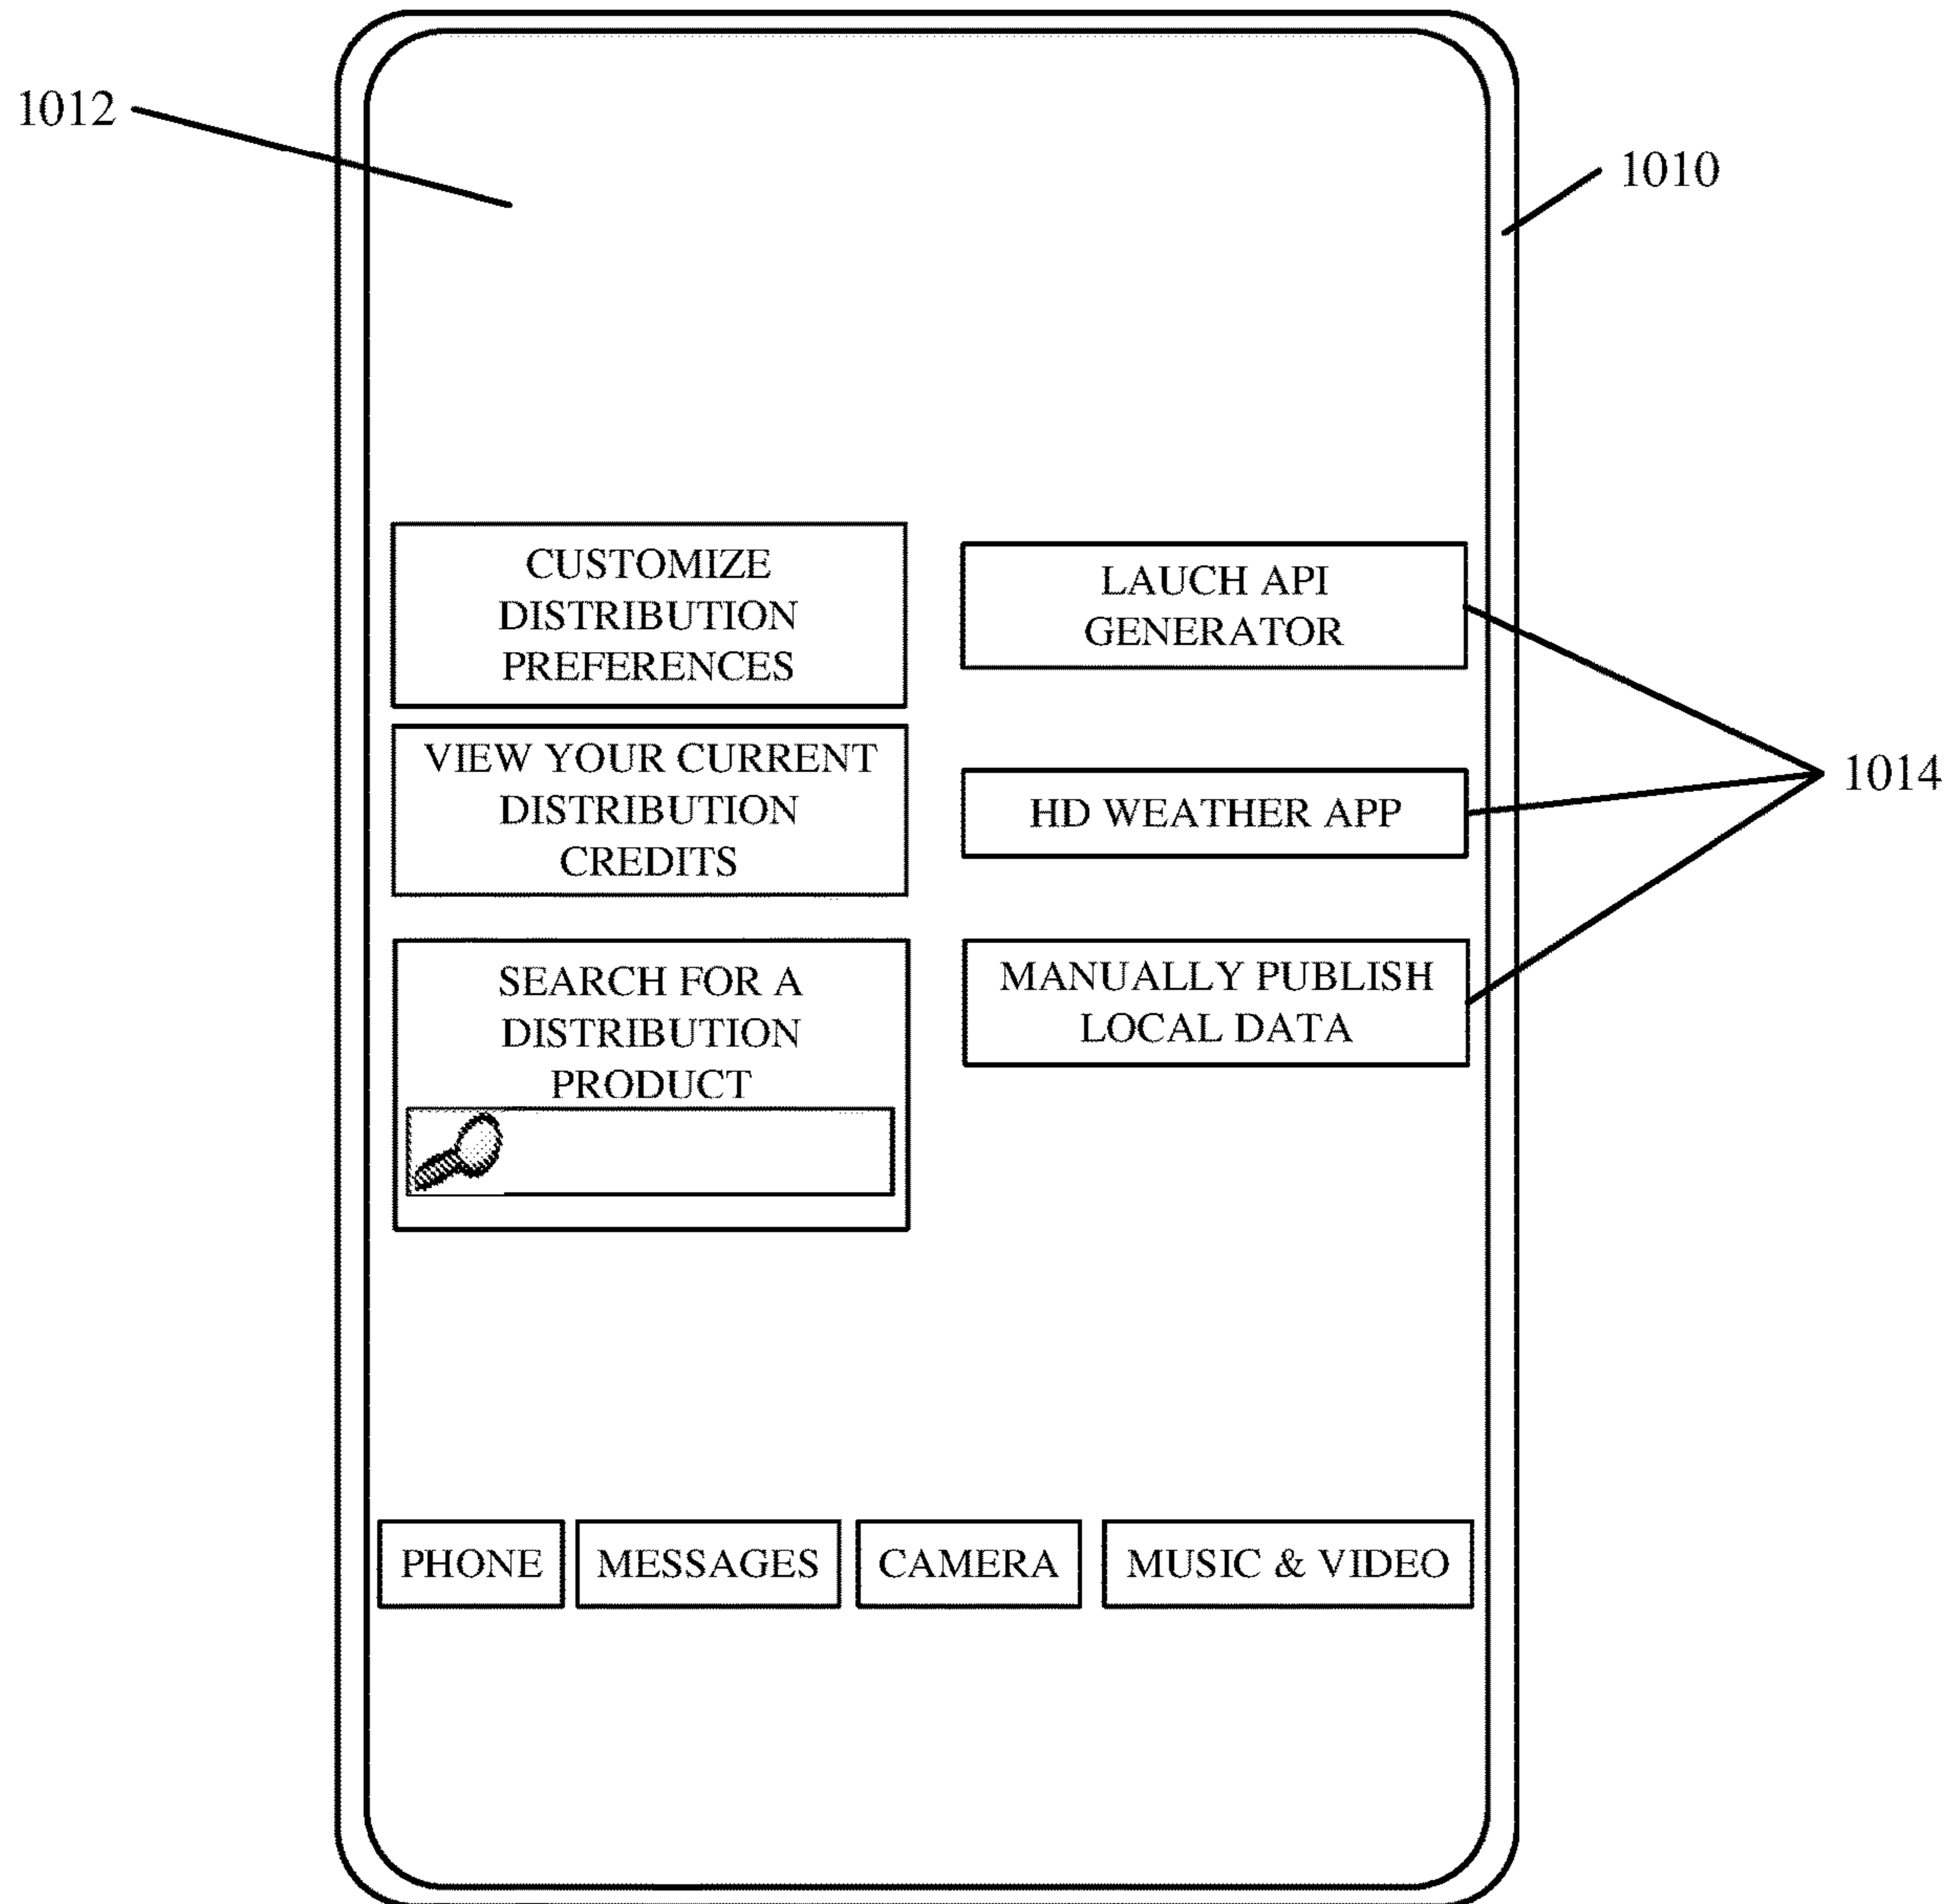 1012
1010
CUSTOMIZE
DISTRIBUTION
PREFERENCES
LAUCH API
GENERATOR
VIEW YOUR CURRENT
DISTRIBUTION
CREDITS
HD WEATHER APP
1014
SEARCH FOR A
DISTRIBUTION
PRODUCT
MANUALLY PUBLISH
LOCAL DATA
PHONE
MESSAGES
CAMERA
MUSIC & VIDEO